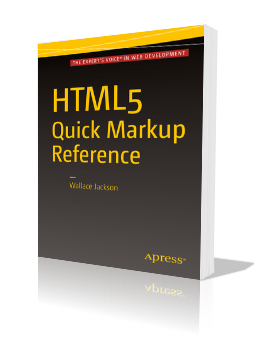 THE EXPERT'S VOICE® IN WEB DEVELOPMENT
HTML5
Quick Markup
Reference
—
Wallace Jackson
Apress®